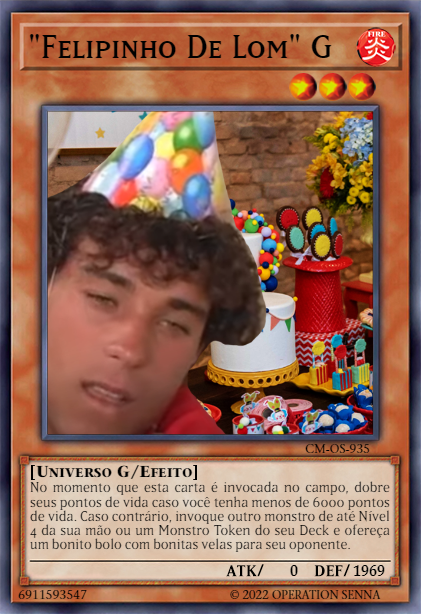 "Felipinho De Lom" G
FIRE
炎
CM-OS-935
[Universo G/Efeito]
No momento que esta carta é invocada no campo, dobre
seus pontos de vida caso você tenha menos de 6000 pontos
de vida. Caso contrário, invoque outro monstro de até Nível
4 da sua mão ou um Monstro Token do seu Deck e ofereça
um bonito bolo com bonitas velas para seu oponente.
ATK/ 0 DEF/1969
6911593547
© 2022 OPERATION SENNA